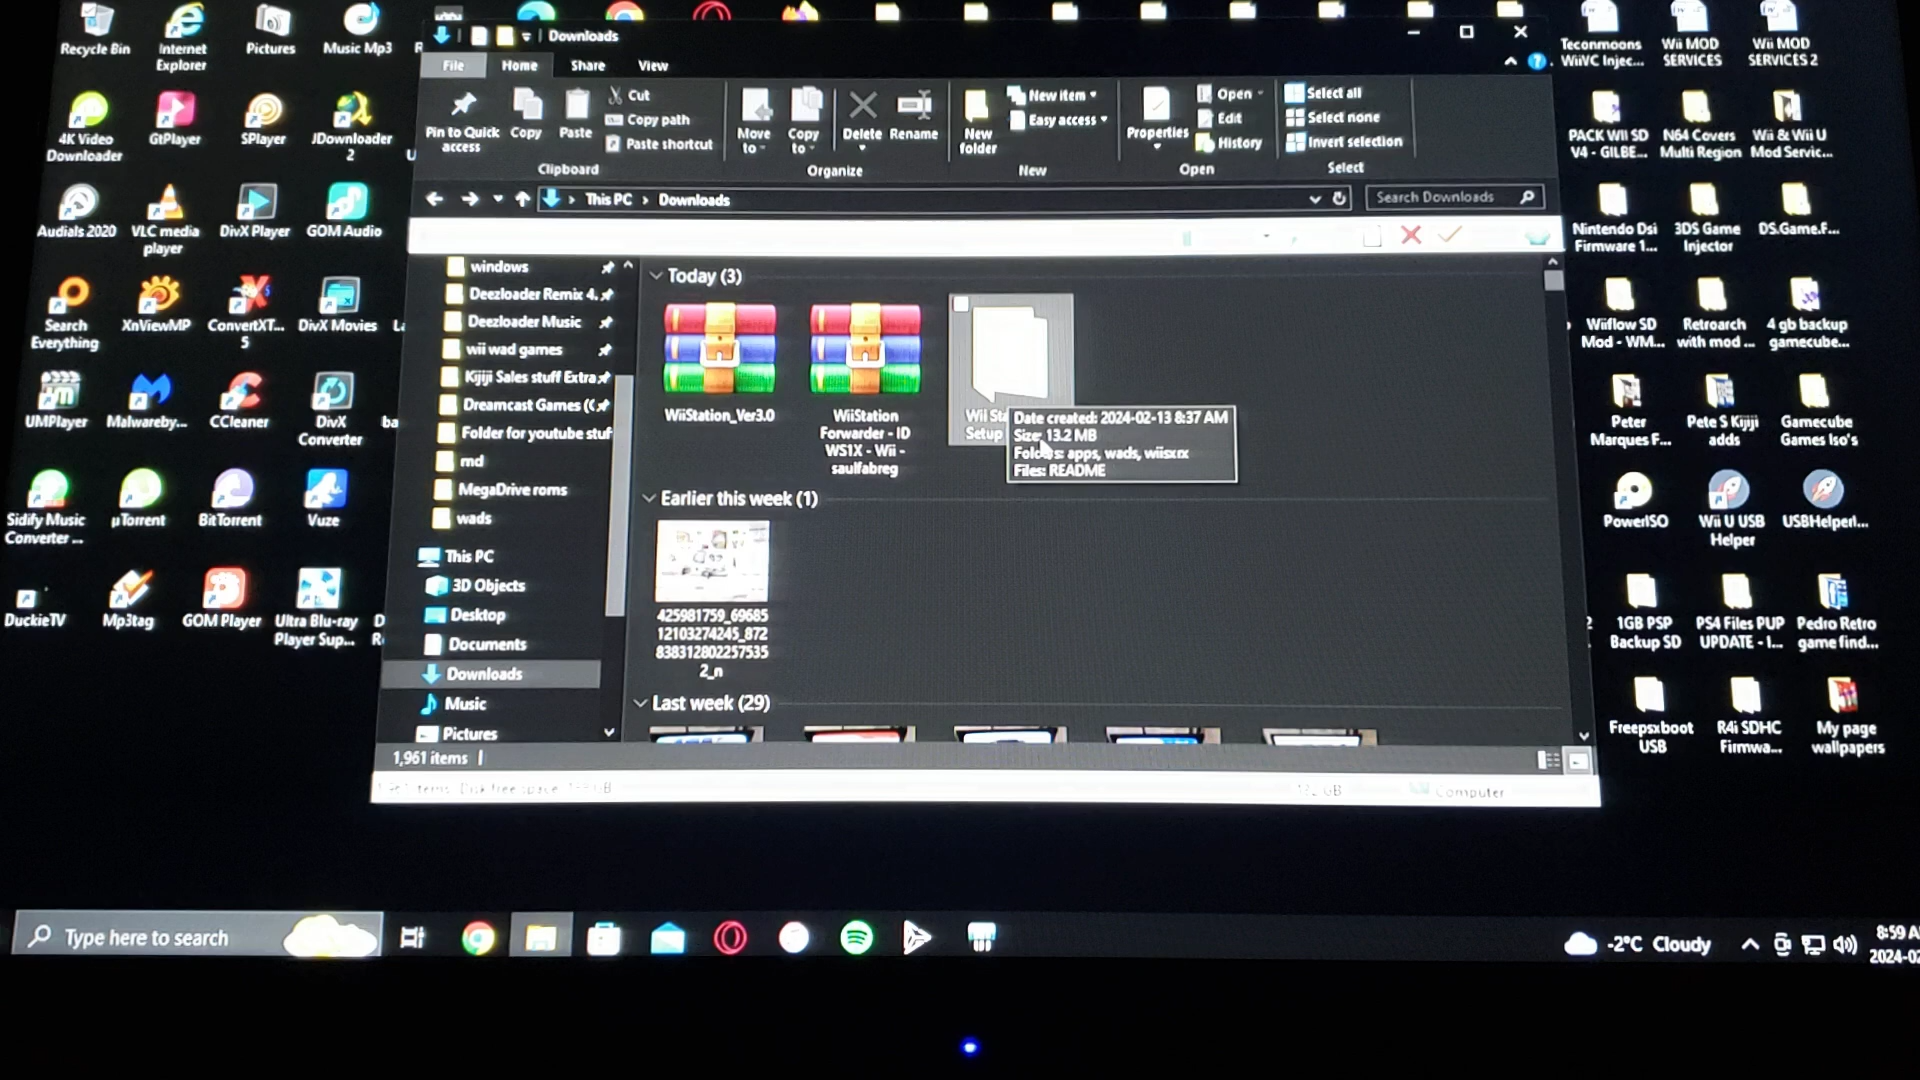 Recycle Bin
Internet
Explorer
Pictures
Music Mp3
4K Video
Downloader
GtPlayer
SPlayer
JDownloader
2
Audials 2020
VLC media
player
DivX Player
GOM Audio
Search
Everything
XnViewMP
ConvertXT...
5
DivX Movies
UMPlayer
Malwareby...
CCleaner
DivX
Converter
ba
Sidify Music
Converter ...
µTorrent
BitTorrent
Vuze
DuckieTV
Mp3tag
GOM Player
Ultra Blu-ray
Player Sup...
Downloads
File
Home
Share
View
Pin to Quick
access
Copy
Paste
Cut
Copy path
Paste shortcut
Clipboard
Move
to
Copy
to
Delete
Rename
Organize
New
folder
New item
Easy access
New
Properties
Open
Edit
History
Open
Select all
Select none
Invert selection
Select
This PC > Downloads
Search Downloads
windows
Deezloader Remix 4.
Deezloader Music
wii wad games
Kijiji Sales stuff Extra
Dreamcast Games ((
Folder for youtube stuf
md
MegaDrive roms
wads
This PC
3D Objects
Desktop
Documents
Downloads
Music
Pictures
Today (3)
WiiStation_Ver3.0
WiiStation
Forwarder - ID
WS1X - Wii -
saulfabreg
Wii Sta
Setup
Date created: 2024-02-13 8:37 AM
Size: 13.2 MB
Folders: apps, wads, wiisxrx
Files: README
Earlier this week (1)
425981759_69685
12103274245_872
838312802257535
2_n
Last week (29)
1,961 items
Computer
Teconmoons
WiiVC Injec...
Wii MOD
SERVICES
Wii MOD
SERVICES 2
PACK WII SD
V4 - GILBE...
N64 Covers
Multi Region
Wii & Wii U
Mod Servic...
Nintendo Dsi
Firmware 1...
3DS Game
Injector
DS.Game.F...
Wiiflow SD
Mod - WM...
Retroarch
with mod ...
4 gb backup
gamecube...
Peter
Marques F...
Pete S Kijiji
adds
Gamecube
Games Iso's
PowerISO
Wii U USB
Helper
USBHelperI...
1GB PSP
Backup SD
PS4 Files PUP
UPDATE - I...
Pedro Retro
game find...
Freepsxboot
USB
R4i SDHC
Firmwa...
My page
wallpapers
Type here to search
-2°C Cloudy
8:59 A
2024-02